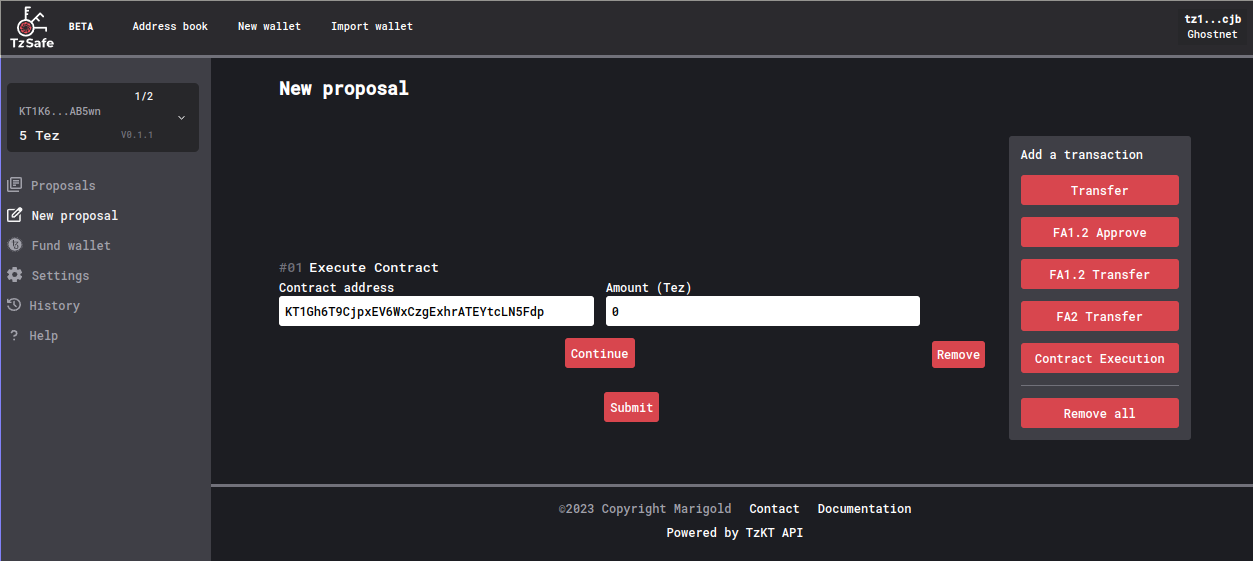 TzSafe
BETA
Address book
New wallet
Import wallet
tz1...cjb
Ghostnet
1/2
KT1K6...AB5wn
5 Tez
V0.1.1
Proposals
New proposal
Fund wallet
Settings
History
? Help
New proposal
#01 Execute Contract
Contract address
Amount (Tez)
KT1Gh6T9CjpxEV6WxCzgExhrATEYtcLN5Fdp
0
Continue
Remove
Submit
Add a transaction
Transfer
FA1.2 Approve
FA1.2 Transfer
FA2 Transfer
Contract Execution
Remove all
©2023 Copyright Marigold Contact Documentation
Powered by TzKT API